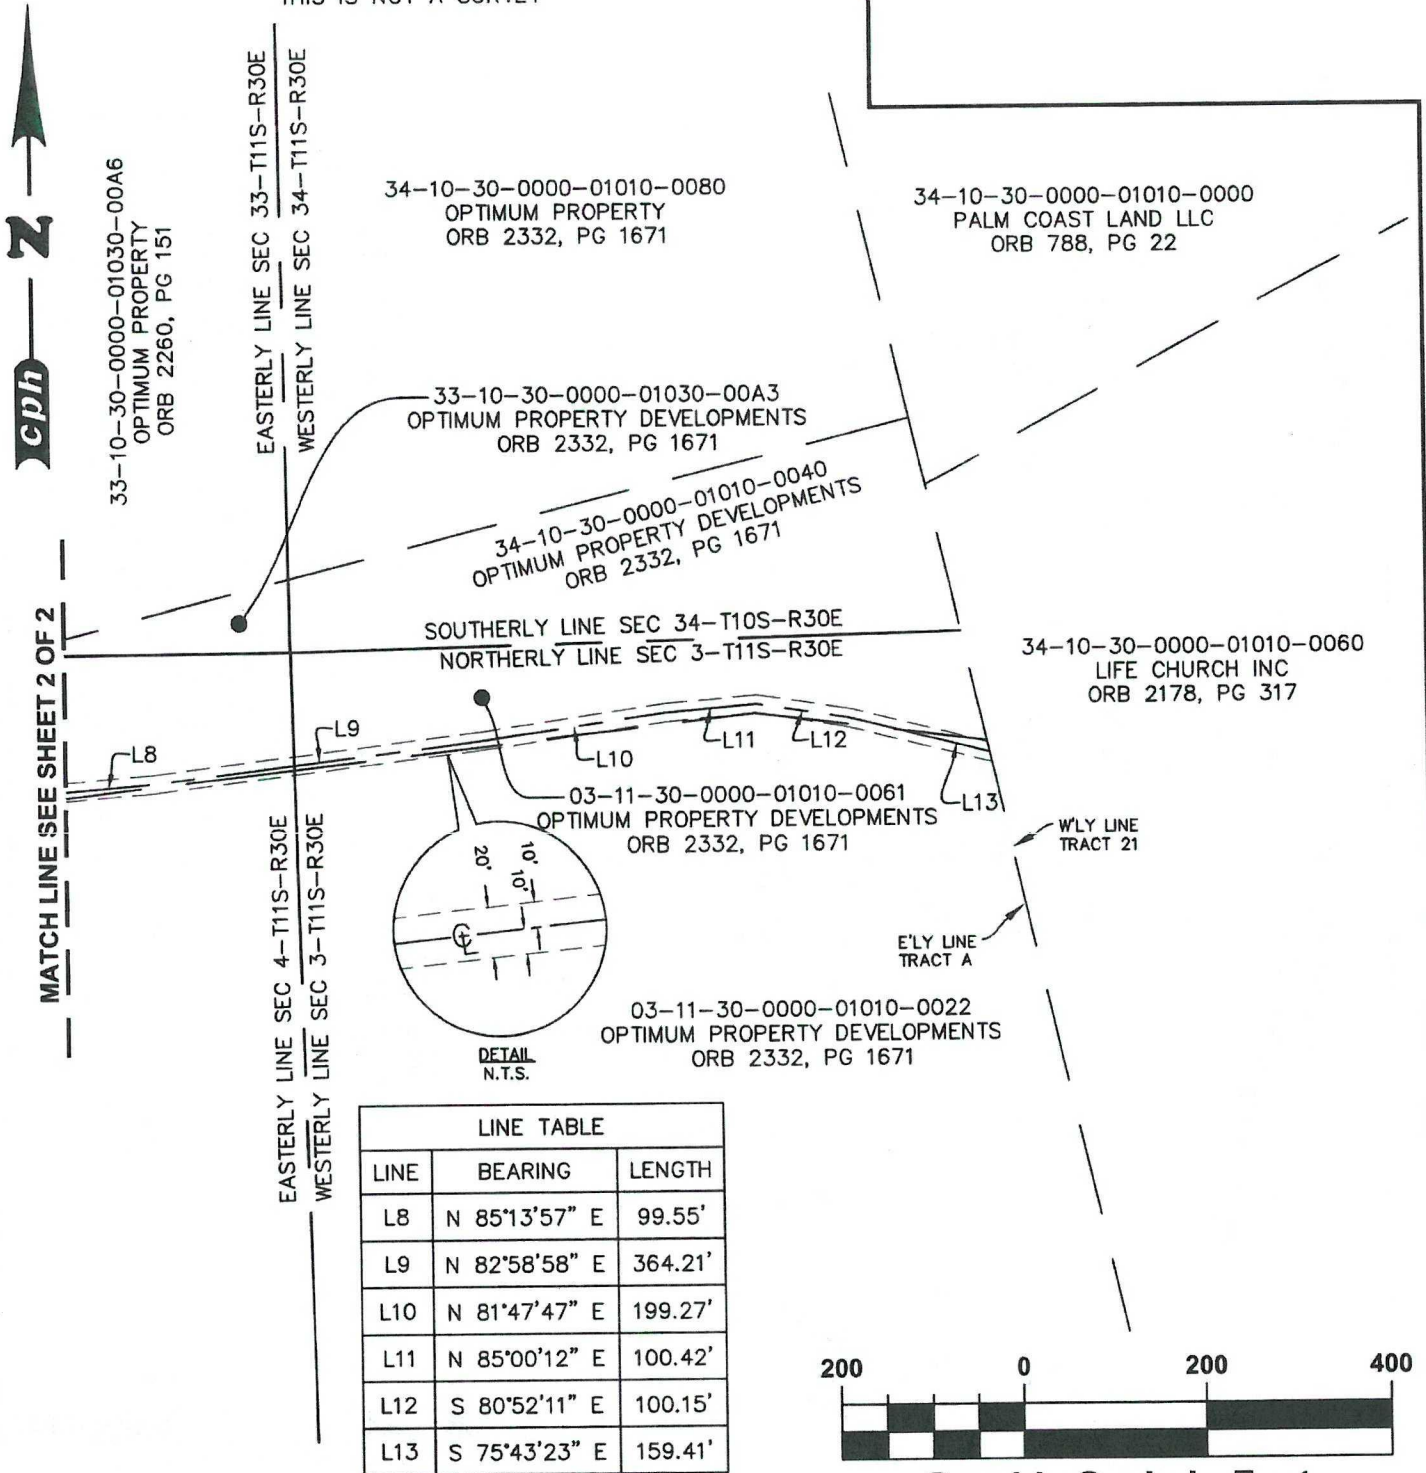 THIS IS NOT A SURVEY
N
cph
33-10-30-0000-01030-00A6
OPTIMUM PROPERTY
ORB 2260, PG 151
EASTERLY LINE SEC 33-T11S-R30E
WESTERLY LINE SEC 34-T11S-R30E
34-10-30-0000-01010-0080
OPTIMUM PROPERTY
ORB 2332, PG 1671
34-10-30-0000-01010-0000
PALM COAST LAND LLC
ORB 788, PG 22
33-10-30-0000-01030-00A3
OPTIMUM PROPERTY DEVELOPMENTS
ORB 2332, PG 1671
34-10-30-0000-01010-0040
OPTIMUM PROPERTY DEVELOPMENTS
ORB 2332, PG 1671
MATCH LINE SEE SHEET 2 OF 2
SOUTHERLY LINE SEC 34-T10S-R30E
NORTHERLY LINE SEC 3-T11S-R30E
34-10-30-0000-01010-0060
LIFE CHURCH INC
ORB 2178, PG 317
L8
L9
L10
L11
L12
L13
03-11-30-0000-01010-0061
OPTIMUM PROPERTY DEVELOPMENTS
ORB 2332, PG 1671
W'LY LINE
TRACT 21
E'LY LINE
TRACT A
EASTERLY LINE SEC 4-T11S-R30E
WESTERLY LINE SEC 3-T11S-R30E
20'
10'
10'
℄
DETAIL
N.T.S.
03-11-30-0000-01010-0022
OPTIMUM PROPERTY DEVELOPMENTS
ORB 2332, PG 1671
LINE TABLE
LINE BEARING LENGTH
L8 N 85°13'57" E 99.55'
L9 N 82°58'58" E 364.21'
L10 N 81°47'47" E 199.27'
L11 N 85°00'12" E 100.42'
L12 S 80°52'11" E 100.15'
L13 S 75°43'23" E 159.41'
200 0 200 400